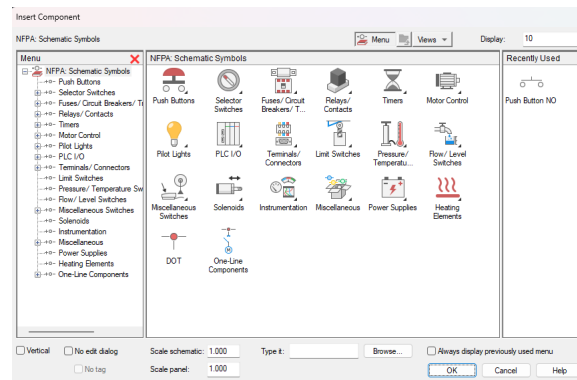 Insert Component
NFPA: Schematic Symbols
Menu
Views
Display:
10
Menu
NFPA: Schematic Symbols
Push Buttons
Selector Switches
Fuses/ Circuit Breakers/ Tr
Relays/ Contacts
Timers
Motor Control
Pilot Lights
PLC I/O
Terminals/ Connectors
Limit Switches
Pressure/ Temperature Sw
Flow/ Level Switches
Miscellaneous Switches
Solenoids
Instrumentation
Miscellaneous
Power Supplies
Heating Elements
One-Line Components
NFPA: Schematic Symbols
Push Buttons
Selector
Switches
Fuses/ Circuit
Breakers/ T...
Relays/
Contacts
Timers
Motor Control
Pilot Lights
PLC I/O
Terminals/
Connectors
Limit Switches
Pressure/
Temperatu...
Flow/ Level
Switches
Miscellaneous
Switches
Solenoids
Instrumentation
Miscellaneous
Power Supplies
Heating
Elements
DOT
One-Line
Components
Recently Used
Push Button NO
Vertical
No edit dialog
No tag
Scale schematic:
1.000
Scale panel:
1.000
Type it:
Browse...
Always display previously used menu
OK
Cancel
Help